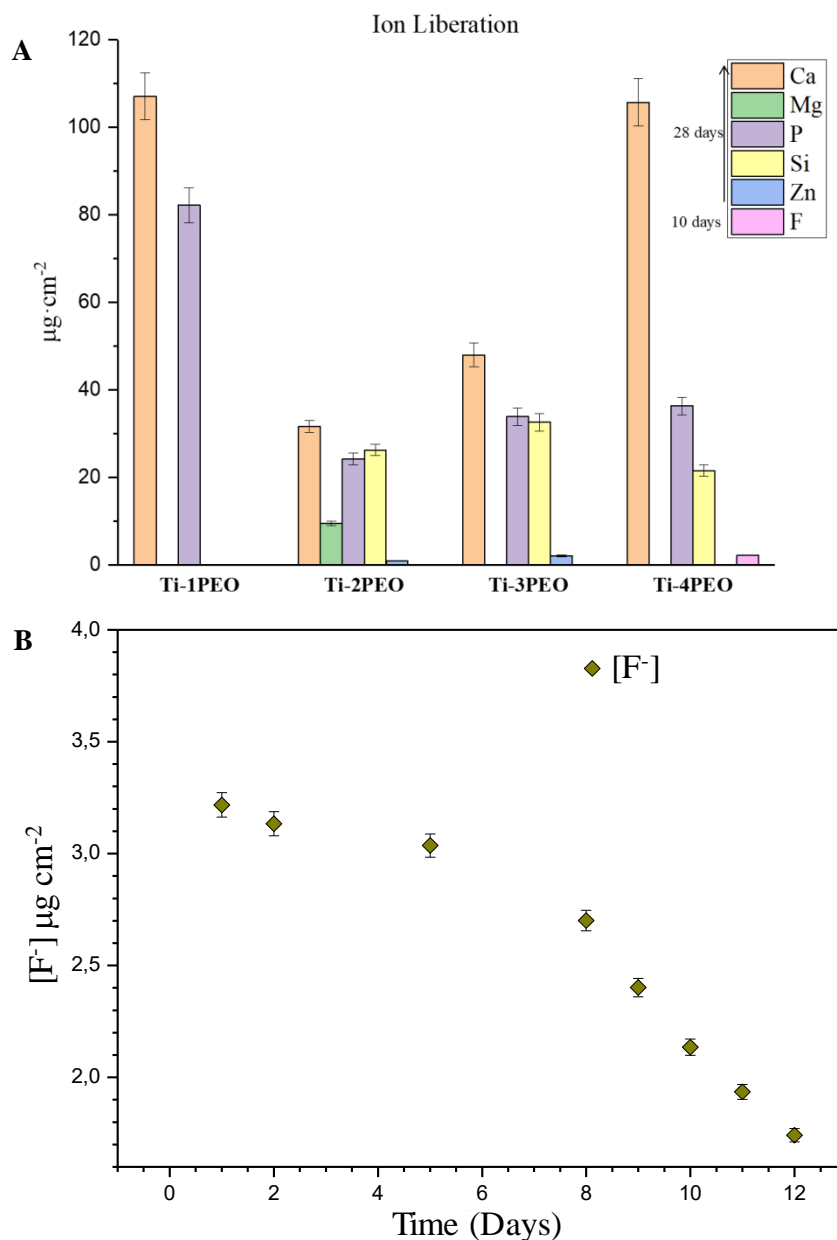 Ion Liberation
A
120
100
80
60
40
20
0
µg·cm⁻²
Ca
Mg
P
Si
Zn
F
28 days
10 days
Ti-1PEO Ti-2PEO Ti-3PEO Ti-4PEO
B
4,0
3,5
3,0
2,5
2,0
[F⁻] µg cm⁻²
[F⁻]
0 2 4 6 8 10 12
Time (Days)